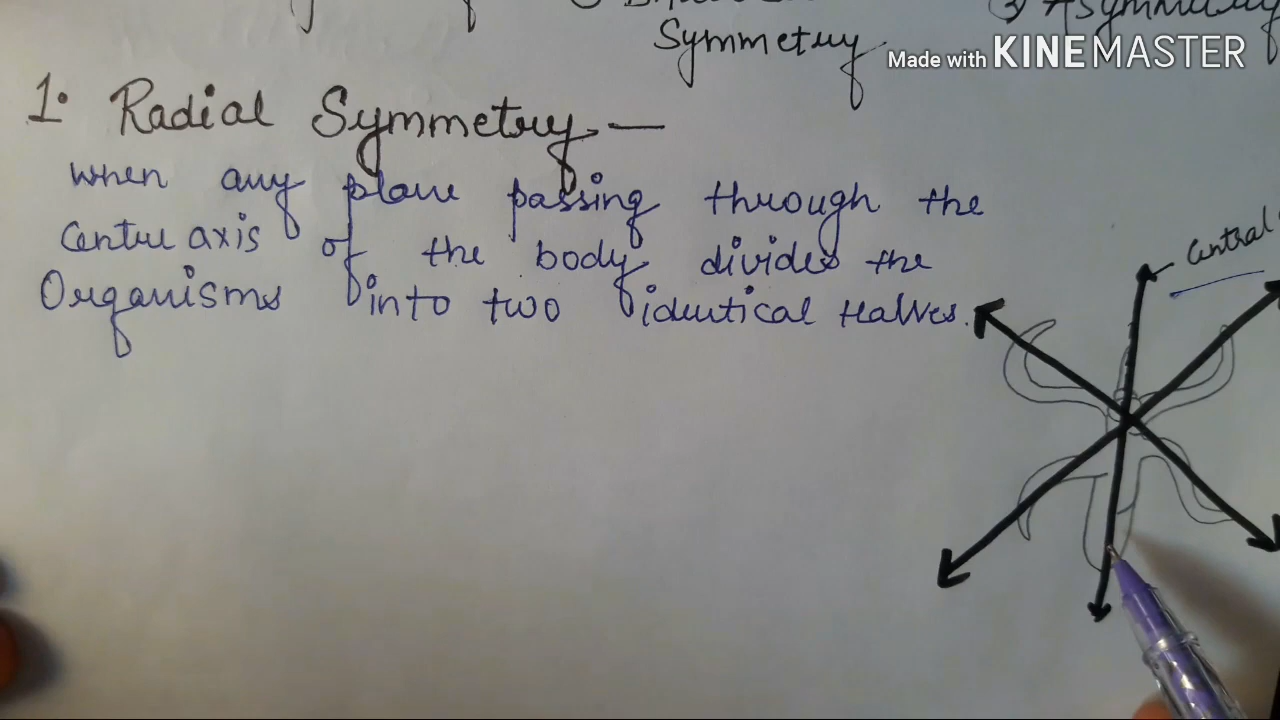 Symmetry
Made with KINEMASTER
1. Radial Symmetry —
when any plane passing through the
Centre axis of the body divides the
Organisms into two identical Halves.
Central